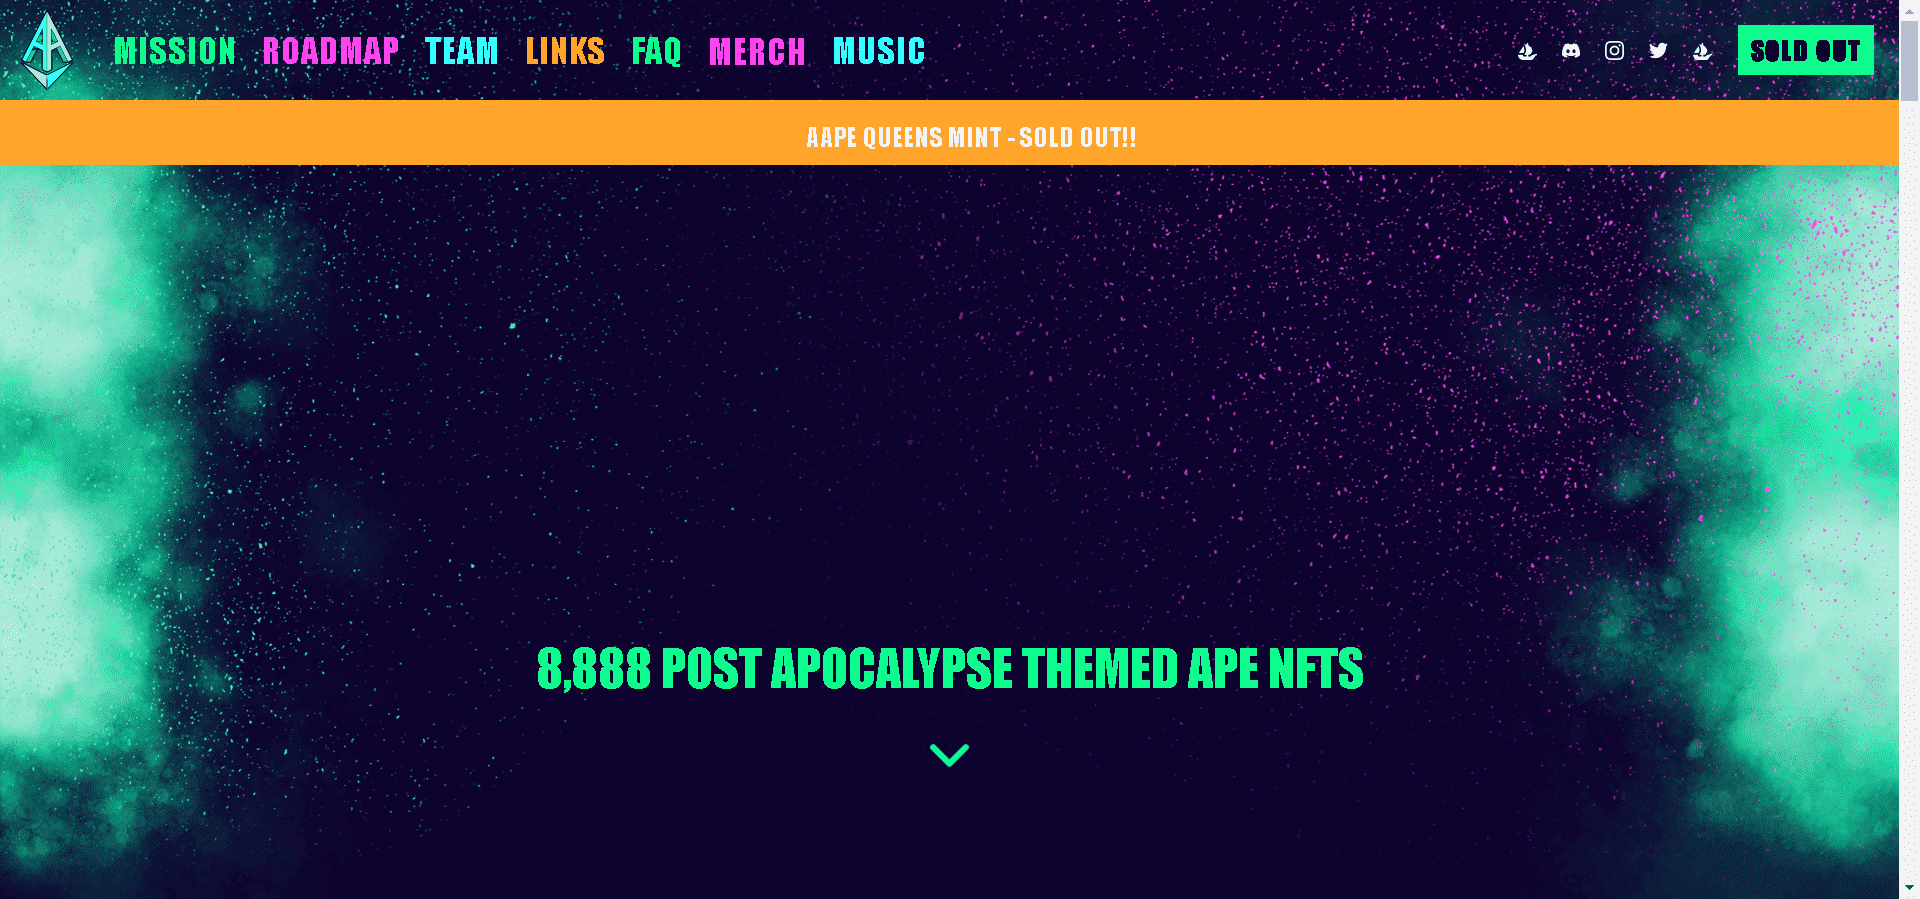 MISSION ROADMAP TEAM LINKS FAQ MERCH MUSIC SOLD OUT
AAPE QUEENS MINT - SOLD OUT!!
8,888 POST APOCALYPSE THEMED APE NFTS